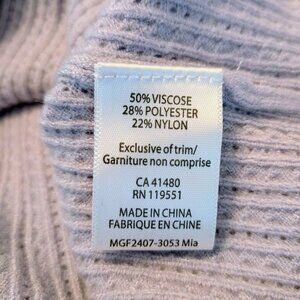 50% VISCOSE
28% POLYESTER
22% NYLON
Exclusive of trim/
Garniture non comprise
CA 41480
RN 119551
MADE IN CHINA
FABRIQUE EN CHINE
MGF2407-3053 Mia